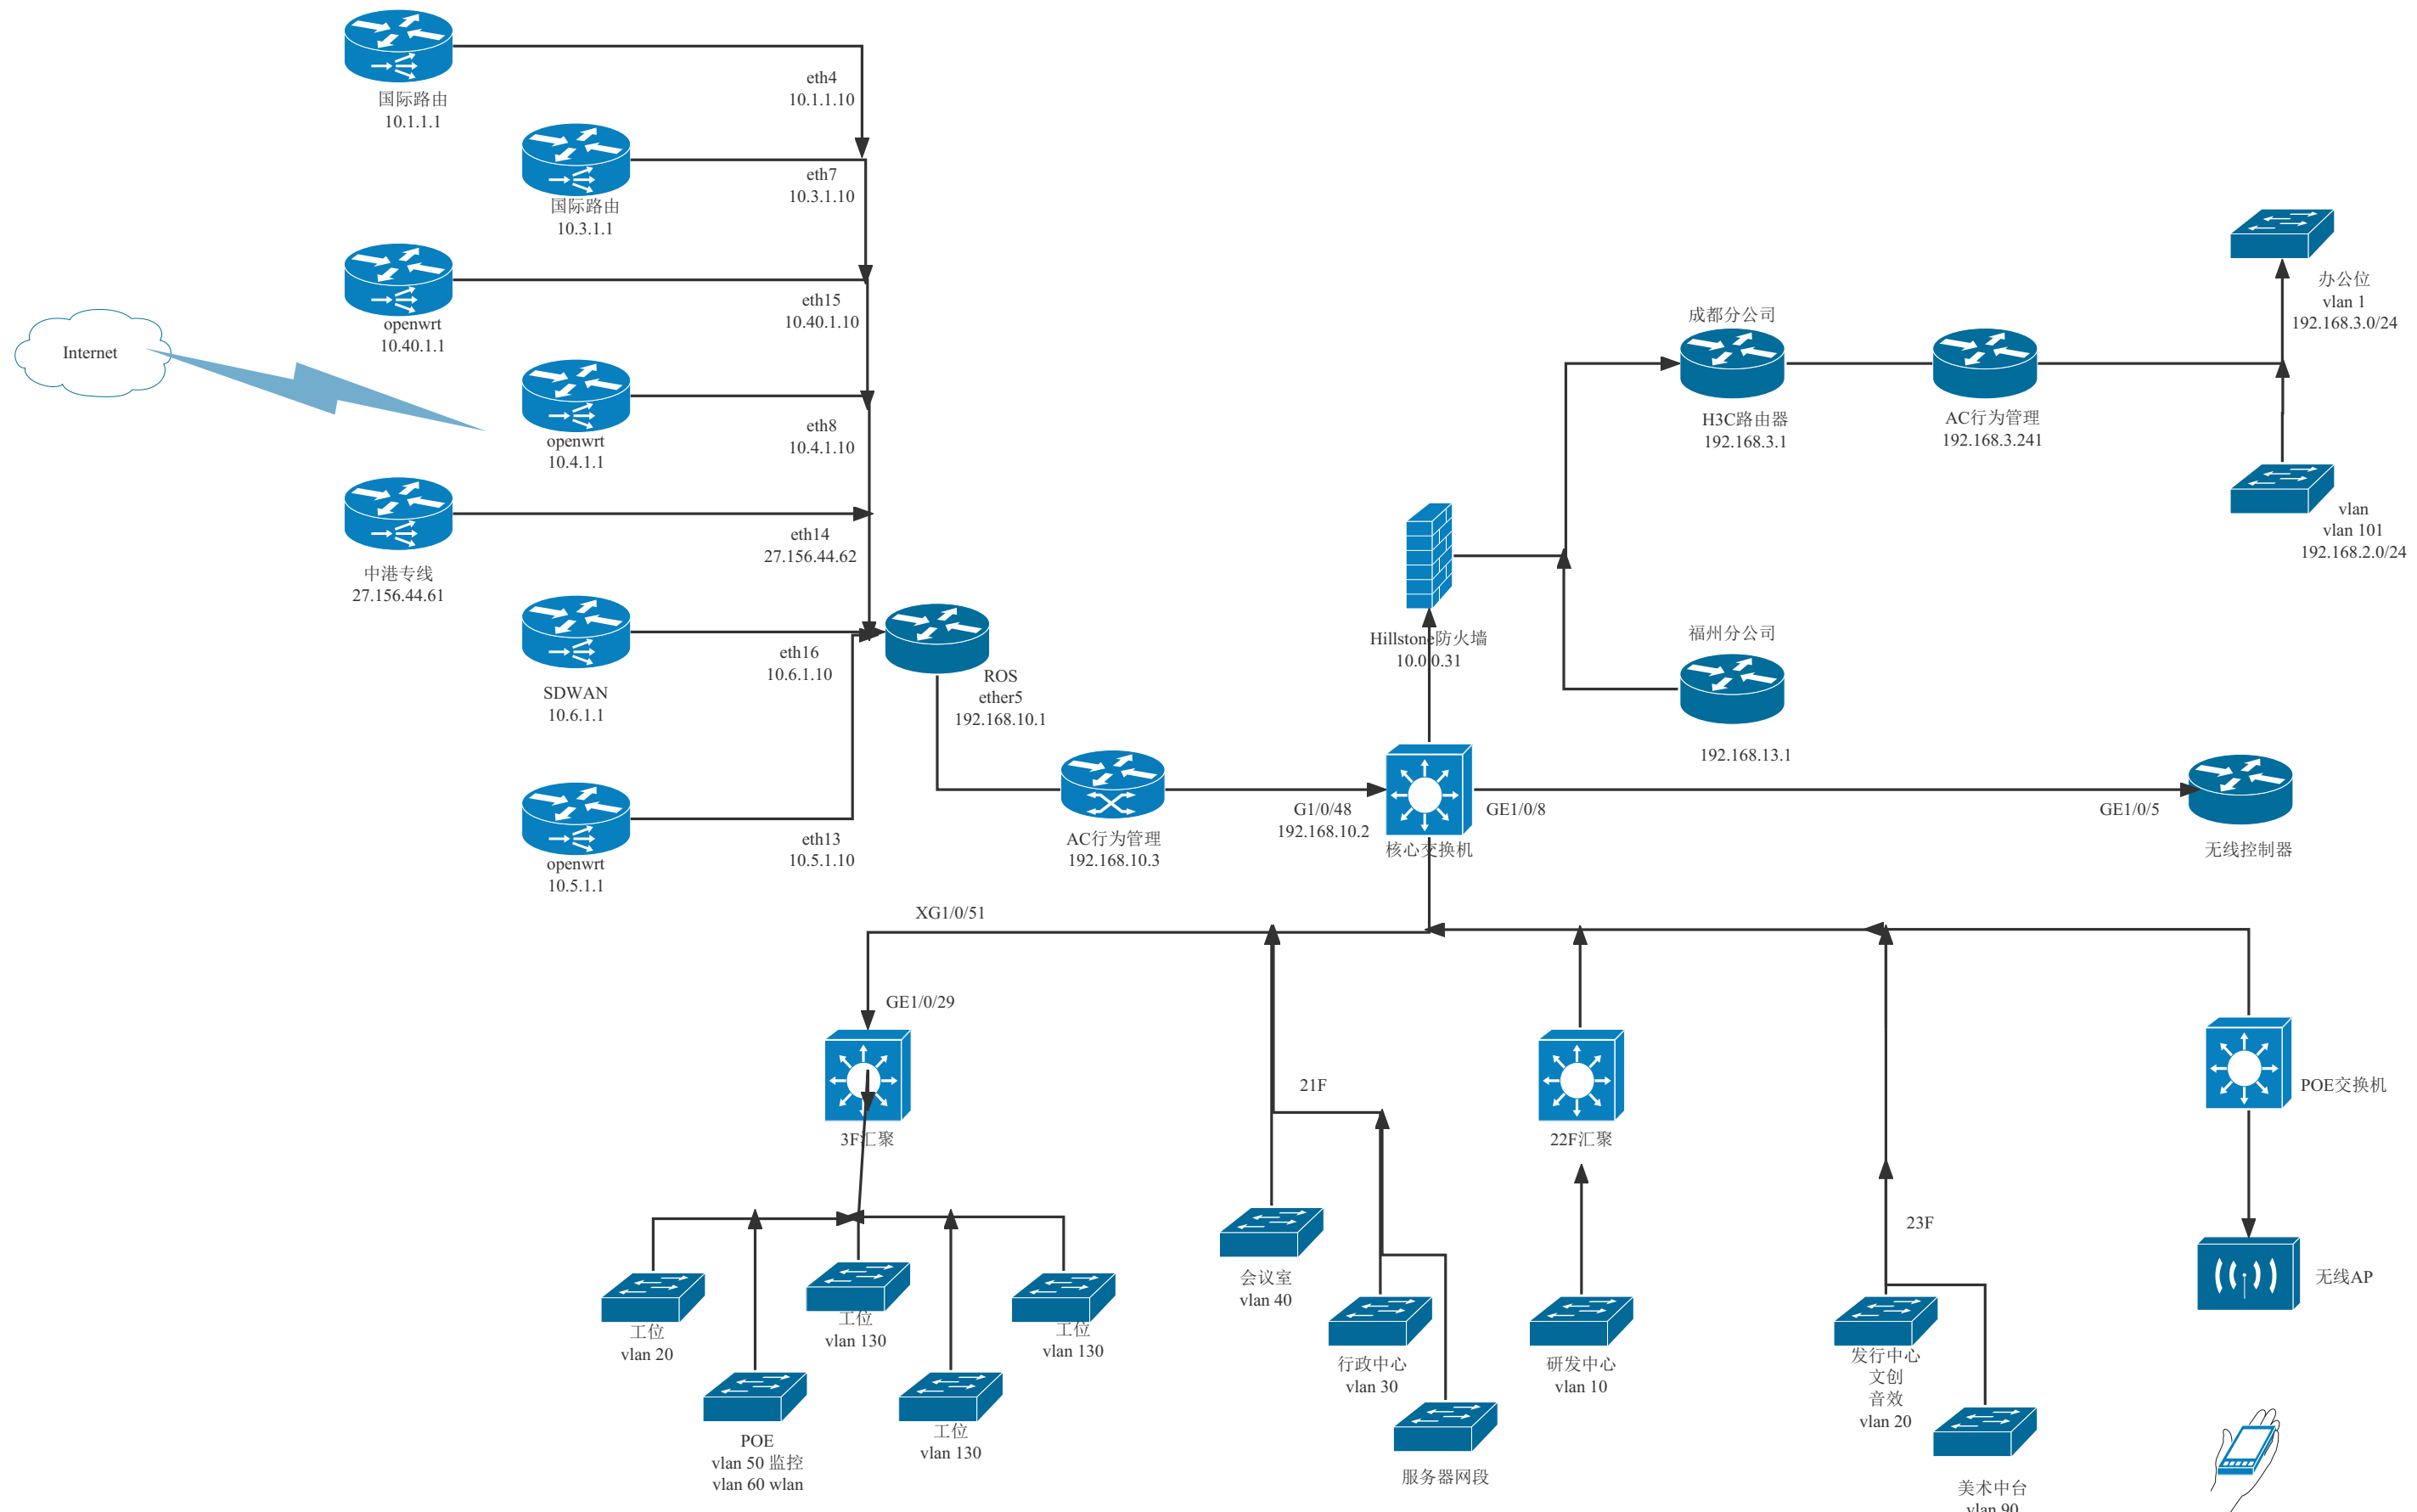 国际路由
10.1.1.1
eth4
10.1.1.10
国际路由
10.3.1.1
eth7
10.3.1.10
openwrt
10.40.1.1
eth15
10.40.1.10
Internet
openwrt
10.4.1.1
eth8
10.4.1.10
中港专线
27.156.44.61
eth14
27.156.44.62
SDWAN
10.6.1.1
eth16
10.6.1.10
openwrt
10.5.1.1
eth13
10.5.1.10
ROS
ether5
192.168.10.1
AC行为管理
192.168.10.3
G1/0/48
192.168.10.2
核心交换机
GE1/0/8
GE1/0/5
无线控制器
Hillstone防火墙
10.0.0.31
成都分公司
H3C路由器
192.168.3.1
AC行为管理
192.168.3.241
办公位
vlan 1
192.168.3.0/24
vlan
vlan 101
192.168.2.0/24
福州分公司
192.168.13.1
XG1/0/51
GE1/0/29
3F汇聚
工位
vlan 20
POE
vlan 50 监控
vlan 60 wlan
工位
vlan 130
工位
vlan 130
工位
vlan 130
21F
会议室
vlan 40
行政中心
vlan 30
服务器网段
22F汇聚
研发中心
vlan 10
23F
发行中心
文创
音效
vlan 20
美术中台
vlan 90
POE交换机
无线AP